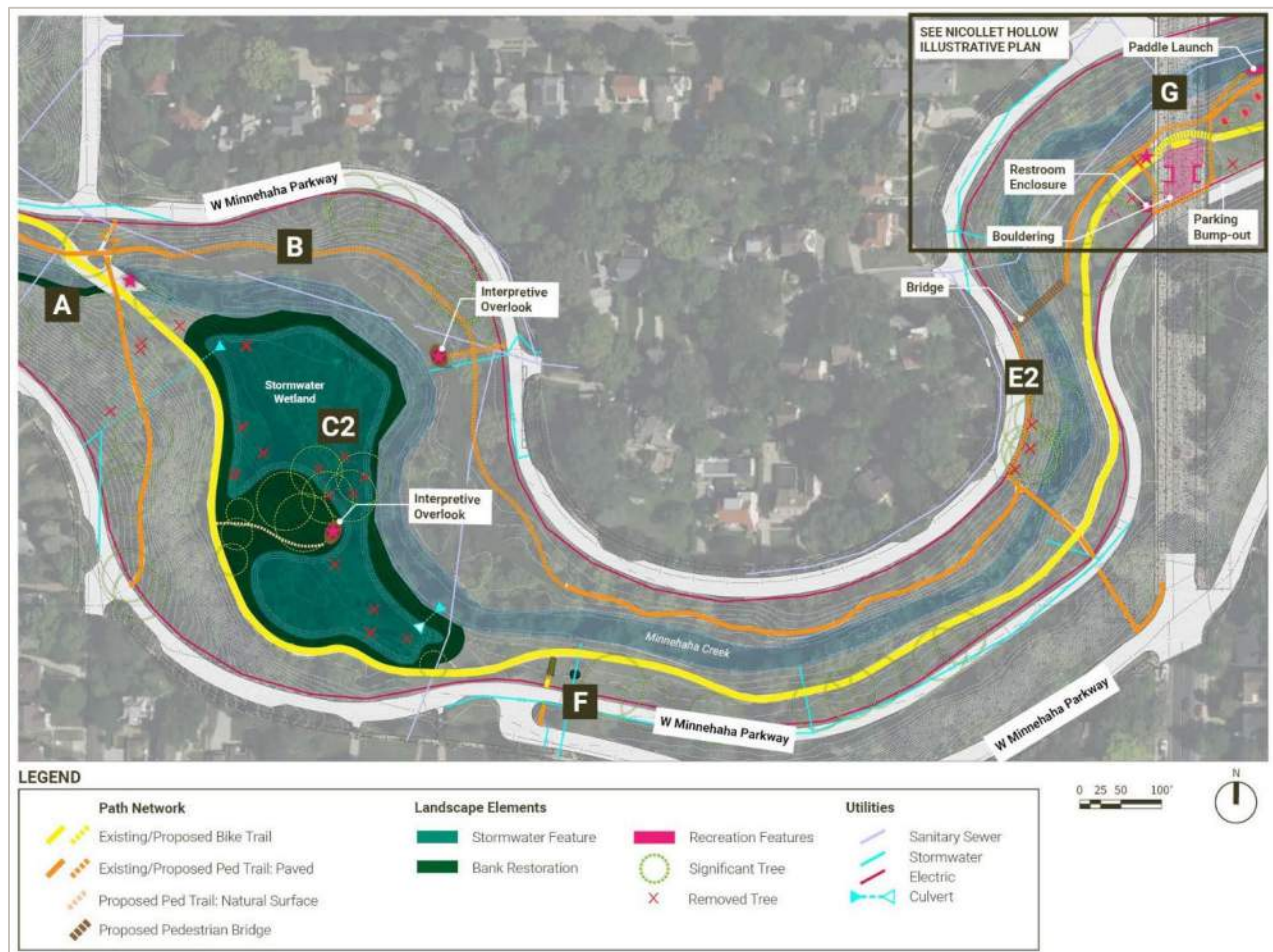 SEE NICOLLET HOLLOW
ILLUSTRATIVE PLAN
Paddle Launch
G
Restroom
Enclosure
Bouldering
Parking
Bump-out
W Minnehaha Parkway
B
A
Interpretive
Overlook
Bridge
Stormwater
Wetland
C2
E2
Interpretive
Overlook
Minnehaha Creek
F
W Minnehaha Parkway
W Minnehaha Parkway
LEGEND
Path Network
Existing/Proposed Bike Trail
Existing/Proposed Ped Trail: Paved
Proposed Ped Trail: Natural Surface
Proposed Pedestrian Bridge
Landscape Elements
Stormwater Feature
Bank Restoration
Recreation Features
Significant Tree
Removed Tree
Utilities
Sanitary Sewer
Stormwater
Electric
Culvert
0 25 50 100'
N